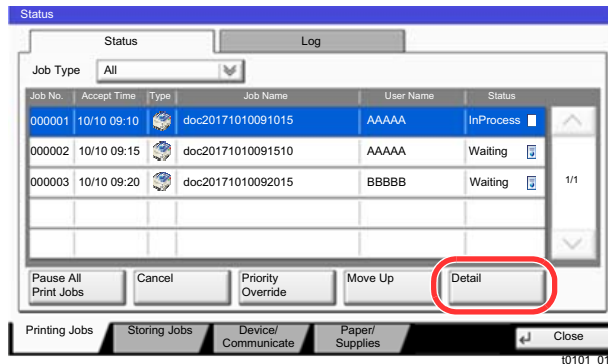 Status
Status Log
Job Type All
Job No. Accept Time Type Job Name User Name Status
000001 10/10 09:10 doc20171010091015 AAAAA InProcess
000002 10/10 09:15 doc20171010091510 AAAAA Waiting
000003 10/10 09:20 doc20171010092015 BBBBB Waiting
1/1
Pause All
Print Jobs
Cancel
Priority
Override
Move Up
Detail
Printing Jobs
Storing Jobs
Device/
Communicate
Paper/
Supplies
Close
t0101_01